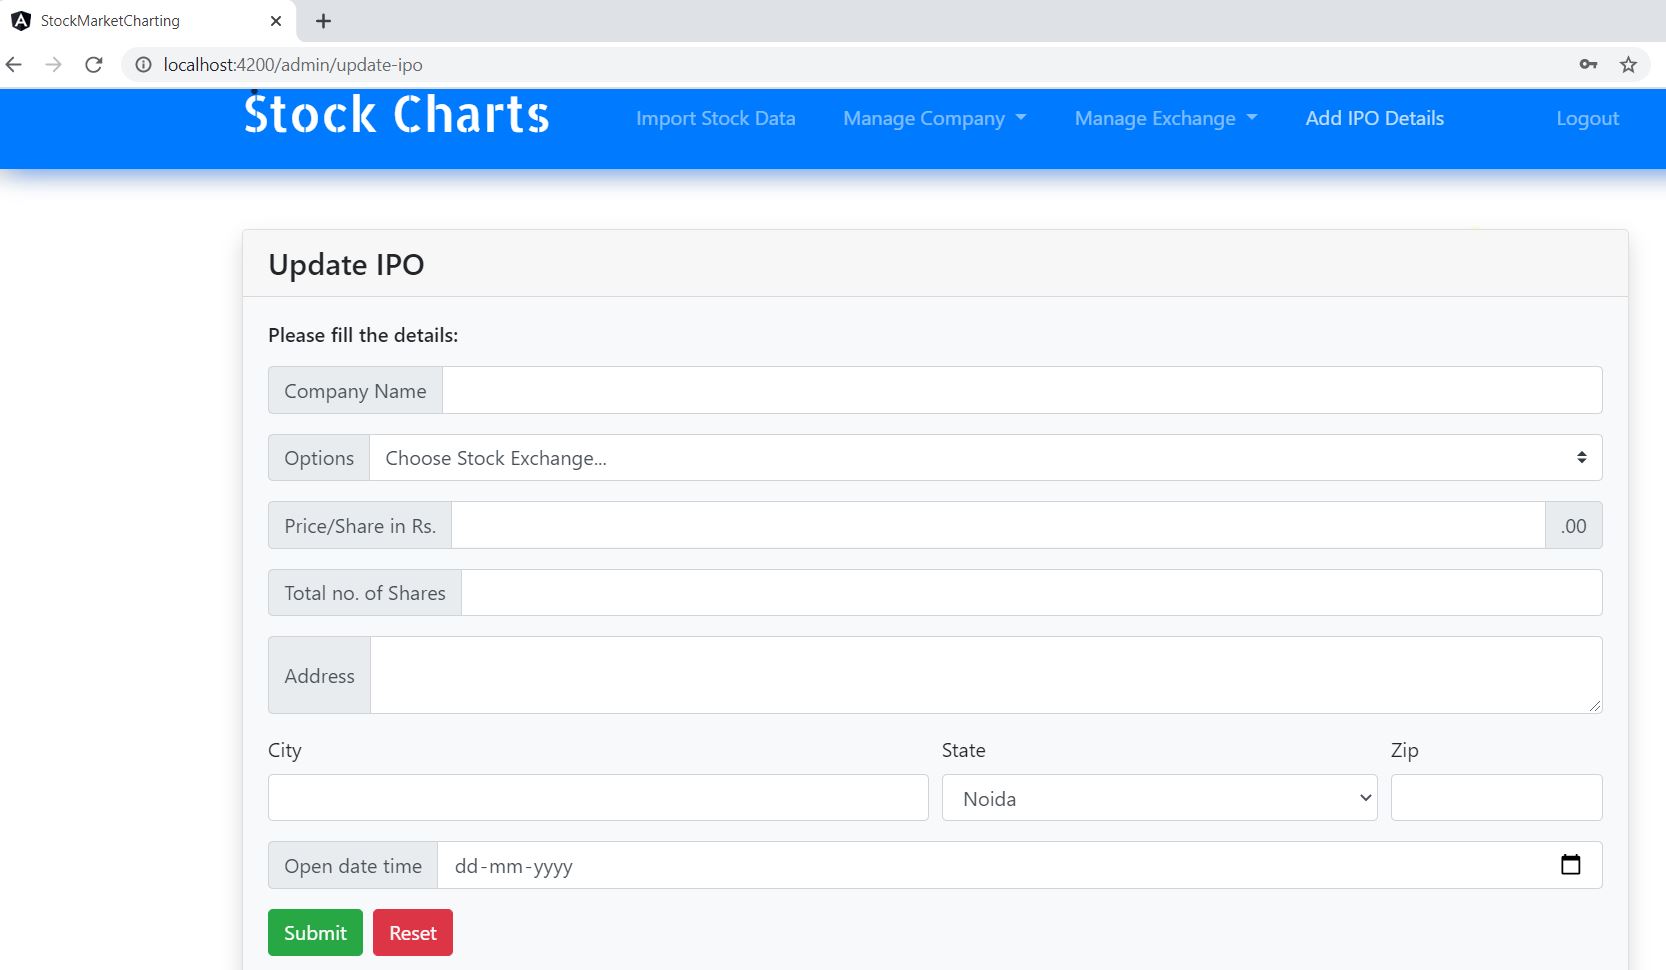 StockMarketCharting
localhost:4200/admin/update-ipo
Stock Charts Import Stock Data Manage Company Manage Exchange Add IPO Details Logout
Update IPO
Please fill the details:
Company Name
Options Choose Stock Exchange...
Price/Share in Rs. .00
Total no. of Shares
Address
City State Zip
Noida
Open date time dd-mm-yyyy
Submit Reset